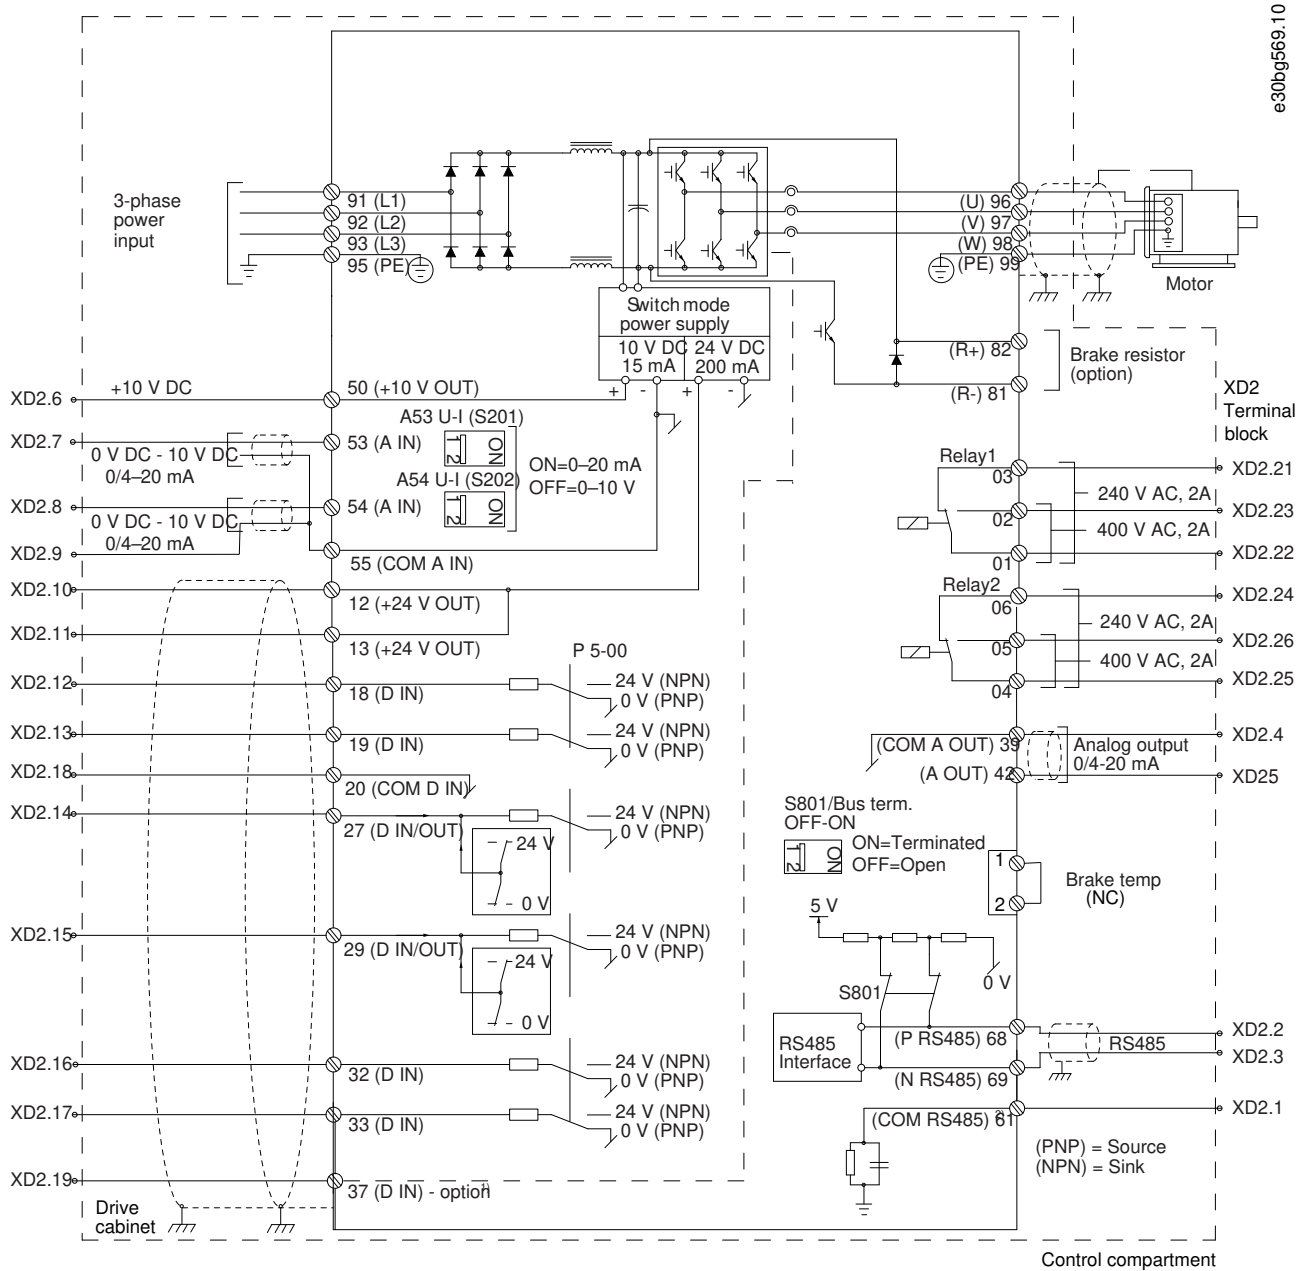 e30bg569.10
3-phase
power
input
91 (L1)
92 (L2)
93 (L3)
95 (PE)
(U) 96
(V) 97
(W) 98
(PE) 99
Motor
Switch mode
power supply
10 V DC
15 mA
24 V DC
200 mA
+ - + -
(R+) 82
(R-) 81
Brake resistor
(option)
XD2
Terminal
block
XD2.6
+10 V DC
50 (+10 V OUT)
XD2.7
0 V DC - 10 V DC
0/4–20 mA
53 (A IN)
A53 U-I (S201)
1 2
ON
A54 U-I (S202)
1 2
ON
ON=0–20 mA
OFF=0–10 V
XD2.8
0 V DC - 10 V DC
0/4–20 mA
54 (A IN)
XD2.9
55 (COM A IN)
XD2.10
12 (+24 V OUT)
XD2.11
13 (+24 V OUT)
P 5-00
XD2.12
18 (D IN)
24 V (NPN)
0 V (PNP)
XD2.13
19 (D IN)
24 V (NPN)
0 V (PNP)
XD2.18
20 (COM D IN)
XD2.14
27 (D IN/OUT)
24 V
0 V
24 V (NPN)
0 V (PNP)
XD2.15
29 (D IN/OUT)
24 V
0 V
24 V (NPN)
0 V (PNP)
XD2.16
32 (D IN)
24 V (NPN)
0 V (PNP)
XD2.17
33 (D IN)
24 V (NPN)
0 V (PNP)
XD2.19
37 (D IN) - option
Drive
cabinet
Relay1
03
02
01
240 V AC, 2A
400 V AC, 2A
XD2.21
XD2.23
XD2.22
Relay2
06
05
04
240 V AC, 2A
400 V AC, 2A
XD2.24
XD2.26
XD2.25
(COM A OUT) 39
(A OUT) 42
Analog output
0/4-20 mA
XD2.4
XD25
S801/Bus term.
OFF-ON
1 2
ON
ON=Terminated
OFF=Open
1
2
Brake temp
(NC)
5 V
0 V
S801
RS485
Interface
(P RS485) 68
(N RS485) 69
RS485
XD2.2
XD2.3
(COM RS485) 61
XD2.1
(PNP) = Source
(NPN) = Sink
Control compartment